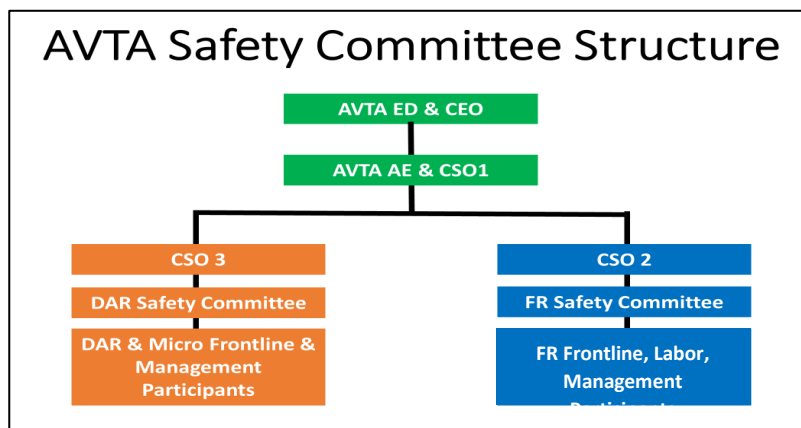 AVTA Safety Committee Structure
AVTA ED & CEO
AVTA AE & CSO1
CSO 3
DAR Safety Committee
DAR & Micro Frontline &
Management
Participants
CSO 2
FR Safety Committee
FR Frontline, Labor,
Management